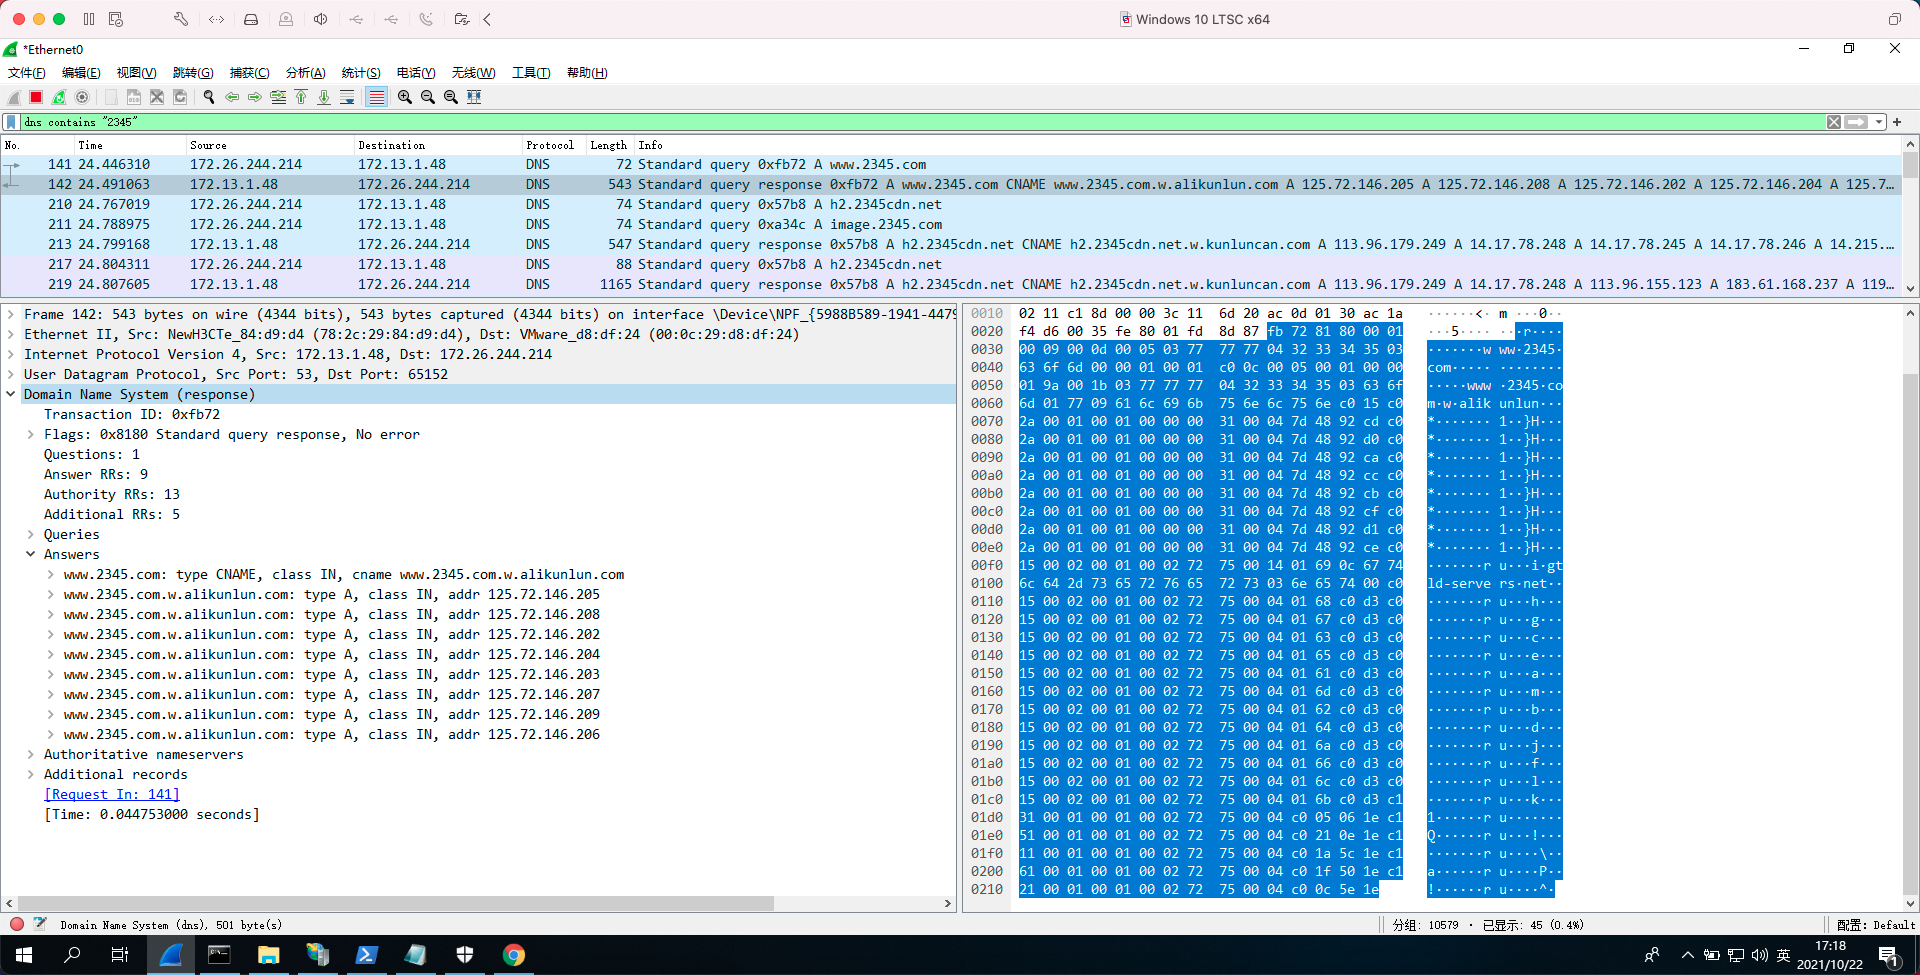 Windows 10 LTSC x64
*Ethernet0
文件(F) 编辑(E) 视图(V) 跳转(G) 捕获(C) 分析(A) 统计(S) 电话(Y) 无线(W) 工具(T) 帮助(H)
dns contains "2345"
No. Time Source Destination Protocol Length Info
141 24.446310 172.26.244.214 172.13.1.48 DNS 72 Standard query 0xfb72 A www.2345.com
142 24.491063 172.13.1.48 172.26.244.214 DNS 543 Standard query response 0xfb72 A www.2345.com CNAME www.2345.com.w.alikunlun.com A 125.72.146.205 A 125.72.146.208 A 125.72.146.202 A 125.72.146.204 A 125.7…
210 24.767019 172.26.244.214 172.13.1.48 DNS 74 Standard query 0x57b8 A h2.2345cdn.net
211 24.788975 172.26.244.214 172.13.1.48 DNS 74 Standard query 0xa34c A image.2345.com
213 24.799168 172.13.1.48 172.26.244.214 DNS 547 Standard query response 0x57b8 A h2.2345cdn.net CNAME h2.2345cdn.net.w.kunluncan.com A 113.96.179.249 A 14.17.78.248 A 14.17.78.245 A 14.17.78.246 A 14.215.…
217 24.804311 172.26.244.214 172.13.1.48 DNS 88 Standard query 0x57b8 A h2.2345cdn.net
219 24.807605 172.13.1.48 172.26.244.214 DNS 1165 Standard query response 0x57b8 A h2.2345cdn.net CNAME h2.2345cdn.net.w.kunluncan.com A 113.96.179.249 A 14.17.78.248 A 113.96.155.123 A 183.61.168.237 A 119…
Frame 142: 543 bytes on wire (4344 bits), 543 bytes captured (4344 bits) on interface \Device\NPF_{5988B589-1941-4479
Ethernet II, Src: NewH3CTe_84:d9:d4 (78:2c:29:84:d9:d4), Dst: VMware_d8:df:24 (00:0c:29:d8:df:24)
Internet Protocol Version 4, Src: 172.13.1.48, Dst: 172.26.244.214
User Datagram Protocol, Src Port: 53, Dst Port: 65152
Domain Name System (response)
Transaction ID: 0xfb72
Flags: 0x8180 Standard query response, No error
Questions: 1
Answer RRs: 9
Authority RRs: 13
Additional RRs: 5
Queries
Answers
www.2345.com: type CNAME, class IN, cname www.2345.com.w.alikunlun.com
www.2345.com.w.alikunlun.com: type A, class IN, addr 125.72.146.205
www.2345.com.w.alikunlun.com: type A, class IN, addr 125.72.146.208
www.2345.com.w.alikunlun.com: type A, class IN, addr 125.72.146.202
www.2345.com.w.alikunlun.com: type A, class IN, addr 125.72.146.204
www.2345.com.w.alikunlun.com: type A, class IN, addr 125.72.146.203
www.2345.com.w.alikunlun.com: type A, class IN, addr 125.72.146.207
www.2345.com.w.alikunlun.com: type A, class IN, addr 125.72.146.209
www.2345.com.w.alikunlun.com: type A, class IN, addr 125.72.146.206
Authoritative nameservers
Additional records
[Request In: 141]
[Time: 0.044753000 seconds]
0010 02 11 c1 8d 00 00 3c 11 6d 20 ac 0d 01 30 ac 1a ······<· m ···0··
0020 f4 d6 00 35 fe 80 01 fd 8d 87 fb 72 81 80 00 01 ···5···· ···r····
0030 00 09 00 0d 00 05 03 77 77 77 04 32 33 34 35 03 ·······w ww·2345·
0040 63 6f 6d 00 00 01 00 01 c0 0c 00 05 00 01 00 00 com····· ········
0050 01 9a 00 1b 03 77 77 77 04 32 33 34 35 03 63 6f ·····www ·2345·co
0060 6d 01 77 09 61 6c 69 6b 75 6e 6c 75 6e c0 15 c0 m·w·alik unlun···
0070 2a 00 01 00 01 00 00 00 31 00 04 7d 48 92 cd c0 *······· 1··}H···
0080 2a 00 01 00 01 00 00 00 31 00 04 7d 48 92 d0 c0 *······· 1··}H···
0090 2a 00 01 00 01 00 00 00 31 00 04 7d 48 92 ca c0 *······· 1··}H···
00a0 2a 00 01 00 01 00 00 00 31 00 04 7d 48 92 cc c0 *······· 1··}H···
00b0 2a 00 01 00 01 00 00 00 31 00 04 7d 48 92 cb c0 *······· 1··}H···
00c0 2a 00 01 00 01 00 00 00 31 00 04 7d 48 92 cf c0 *······· 1··}H···
00d0 2a 00 01 00 01 00 00 00 31 00 04 7d 48 92 d1 c0 *······· 1··}H···
00e0 2a 00 01 00 01 00 00 00 31 00 04 7d 48 92 ce c0 *······· 1··}H···
00f0 15 00 02 00 01 00 02 72 75 00 14 01 69 0c 67 74 ·······r u···i·gt
0100 6c 64 2d 73 65 72 76 65 72 73 03 6e 65 74 00 c0 ld-serve rs·net··
0110 15 00 02 00 01 00 02 72 75 00 04 01 68 c0 d3 c0 ·······r u···h···
0120 15 00 02 00 01 00 02 72 75 00 04 01 67 c0 d3 c0 ·······r u···g···
0130 15 00 02 00 01 00 02 72 75 00 04 01 63 c0 d3 c0 ·······r u···c···
0140 15 00 02 00 01 00 02 72 75 00 04 01 65 c0 d3 c0 ·······r u···e···
0150 15 00 02 00 01 00 02 72 75 00 04 01 61 c0 d3 c0 ·······r u···a···
0160 15 00 02 00 01 00 02 72 75 00 04 01 6d c0 d3 c0 ·······r u···m···
0170 15 00 02 00 01 00 02 72 75 00 04 01 62 c0 d3 c0 ·······r u···b···
0180 15 00 02 00 01 00 02 72 75 00 04 01 64 c0 d3 c0 ·······r u···d···
0190 15 00 02 00 01 00 02 72 75 00 04 01 6a c0 d3 c0 ·······r u···j···
01a0 15 00 02 00 01 00 02 72 75 00 04 01 66 c0 d3 c0 ·······r u···f···
01b0 15 00 02 00 01 00 02 72 75 00 04 01 6c c0 d3 c0 ·······r u···l···
01c0 15 00 02 00 01 00 02 72 75 00 04 01 6b c0 d3 c1 ·······r u···k···
01d0 31 00 01 00 01 00 02 72 75 00 04 c0 05 06 1e c1 1······r u·······
01e0 51 00 01 00 01 00 02 72 75 00 04 c0 21 0e 1e c1 Q······r u···!···
01f0 11 00 01 00 01 00 02 72 75 00 04 c0 1a 5c 1e c1 ·······r u····\··
0200 61 00 01 00 01 00 02 72 75 00 04 c0 1f 50 1e c1 a······r u····P··
0210 21 00 01 00 01 00 02 72 75 00 04 c0 0c 5e 1e !······r u····^·
Domain Name System (dns), 501 byte(s)
分组: 10579 · 已显示: 45 (0.4%)
配置: Default
英
17:18
2021/10/22
1